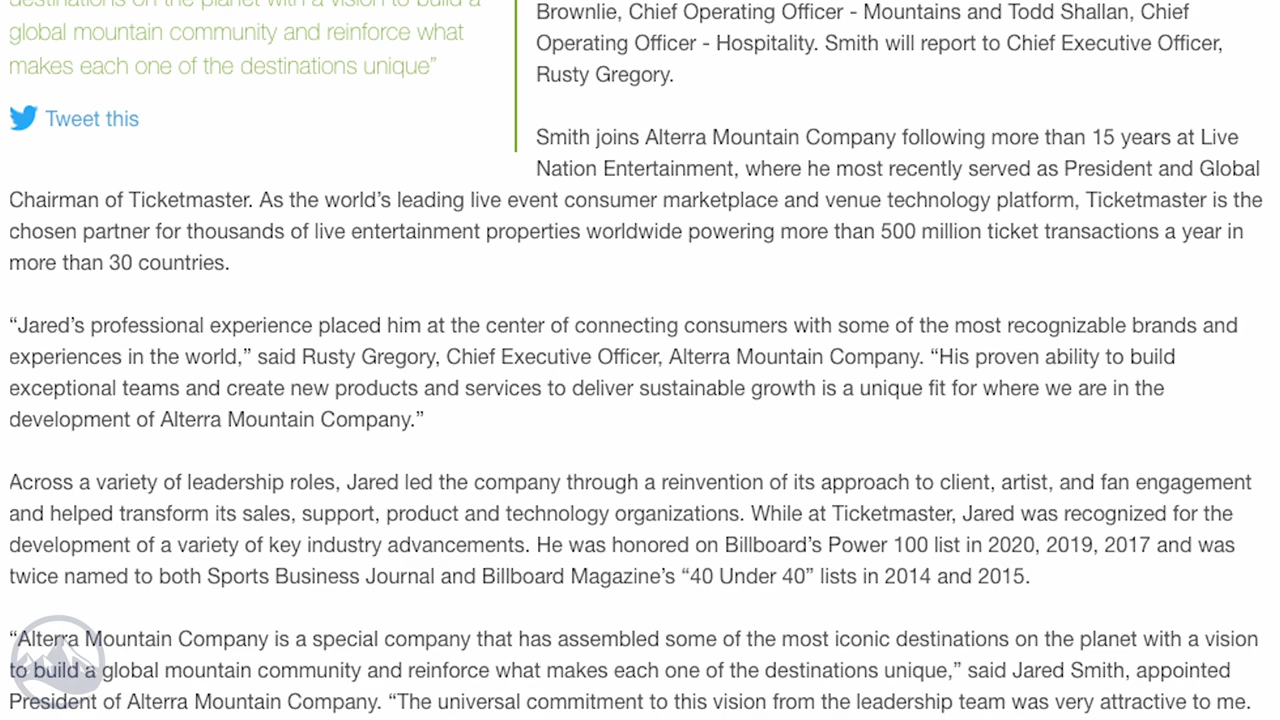 destinations on the planet with a vision to build a
global mountain community and reinforce what
makes each one of the destinations unique”
Tweet this
Brownlie, Chief Operating Officer - Mountains and Todd Shallan, Chief
Operating Officer - Hospitality. Smith will report to Chief Executive Officer,
Rusty Gregory.
Smith joins Alterra Mountain Company following more than 15 years at Live
Nation Entertainment, where he most recently served as President and Global
Chairman of Ticketmaster. As the world’s leading live event consumer marketplace and venue technology platform, Ticketmaster is the
chosen partner for thousands of live entertainment properties worldwide powering more than 500 million ticket transactions a year in
more than 30 countries.
“Jared’s professional experience placed him at the center of connecting consumers with some of the most recognizable brands and
experiences in the world,” said Rusty Gregory, Chief Executive Officer, Alterra Mountain Company. “His proven ability to build
exceptional teams and create new products and services to deliver sustainable growth is a unique fit for where we are in the
development of Alterra Mountain Company.”
Across a variety of leadership roles, Jared led the company through a reinvention of its approach to client, artist, and fan engagement
and helped transform its sales, support, product and technology organizations. While at Ticketmaster, Jared was recognized for the
development of a variety of key industry advancements. He was honored on Billboard’s Power 100 list in 2020, 2019, 2017 and was
twice named to both Sports Business Journal and Billboard Magazine’s “40 Under 40” lists in 2014 and 2015.
“Alterra Mountain Company is a special company that has assembled some of the most iconic destinations on the planet with a vision
to build a global mountain community and reinforce what makes each one of the destinations unique,” said Jared Smith, appointed
President of Alterra Mountain Company. “The universal commitment to this vision from the leadership team was very attractive to me.